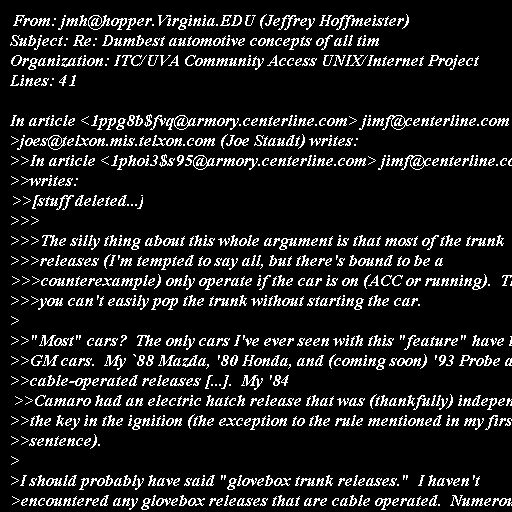 From: jmh@hopper.Virginia.EDU (Jeffrey Hoffmeister)
Subject: Re: Dumbest automotive concepts of all tim
Organization: ITC/UVA Community Access UNIX/Internet Project
Lines: 41

In article <1ppg8b$fvq@armory.centerline.com> jimf@centerline.com
>joes@telxon.mis.telxon.com (Joe Staudt) writes:
>>In article <1phoi3$s95@armory.centerline.com> jimf@centerline.co
>>writes:
>>[stuff deleted...]
>>>
>>>The silly thing about this whole argument is that most of the trunk
>>>releases (I'm tempted to say all, but there's bound to be a
>>>counterexample) only operate if the car is on (ACC or running).
>>>you can't easily pop the trunk without starting the car.
>
>>"Most" cars?  The only cars I've ever seen with this "feature" have
>>GM cars.  My `88 Mazda, '80 Honda, and (coming soon) '93 Probe a
>>cable-operated releases [...].  My '84
>>Camaro had an electric hatch release that was (thankfully) indepen
>>the key in the ignition (the exception to the rule mentioned in my firs
>>sentence).
>
>I should probably have said "glovebox trunk releases."  I haven't
>encountered any glovebox releases that are cable operated.  Numerou